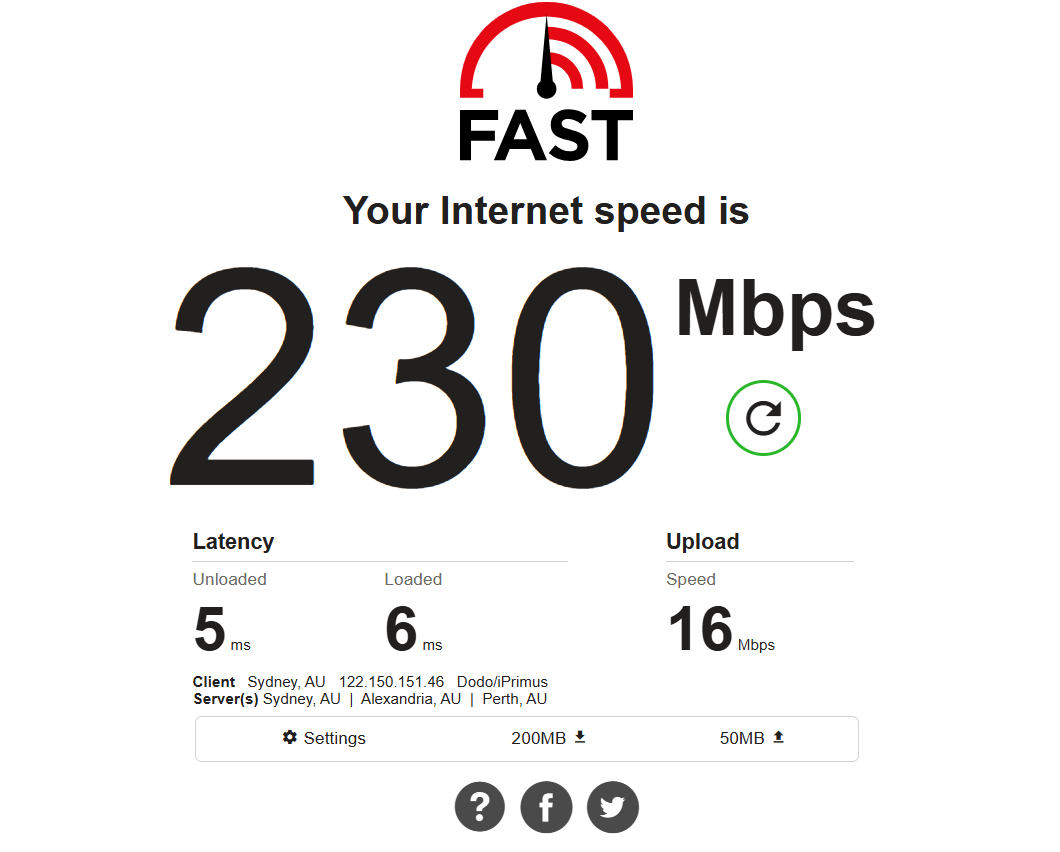 FAST
Your Internet speed is
230 Mbps
Latency Upload
Unloaded Loaded Speed
5 ms 6 ms 16 Mbps
Client Sydney, AU 122.150.151.46 Dodo/iPrimus
Server(s) Sydney, AU | Alexandria, AU | Perth, AU
Settings 200MB 50MB
?